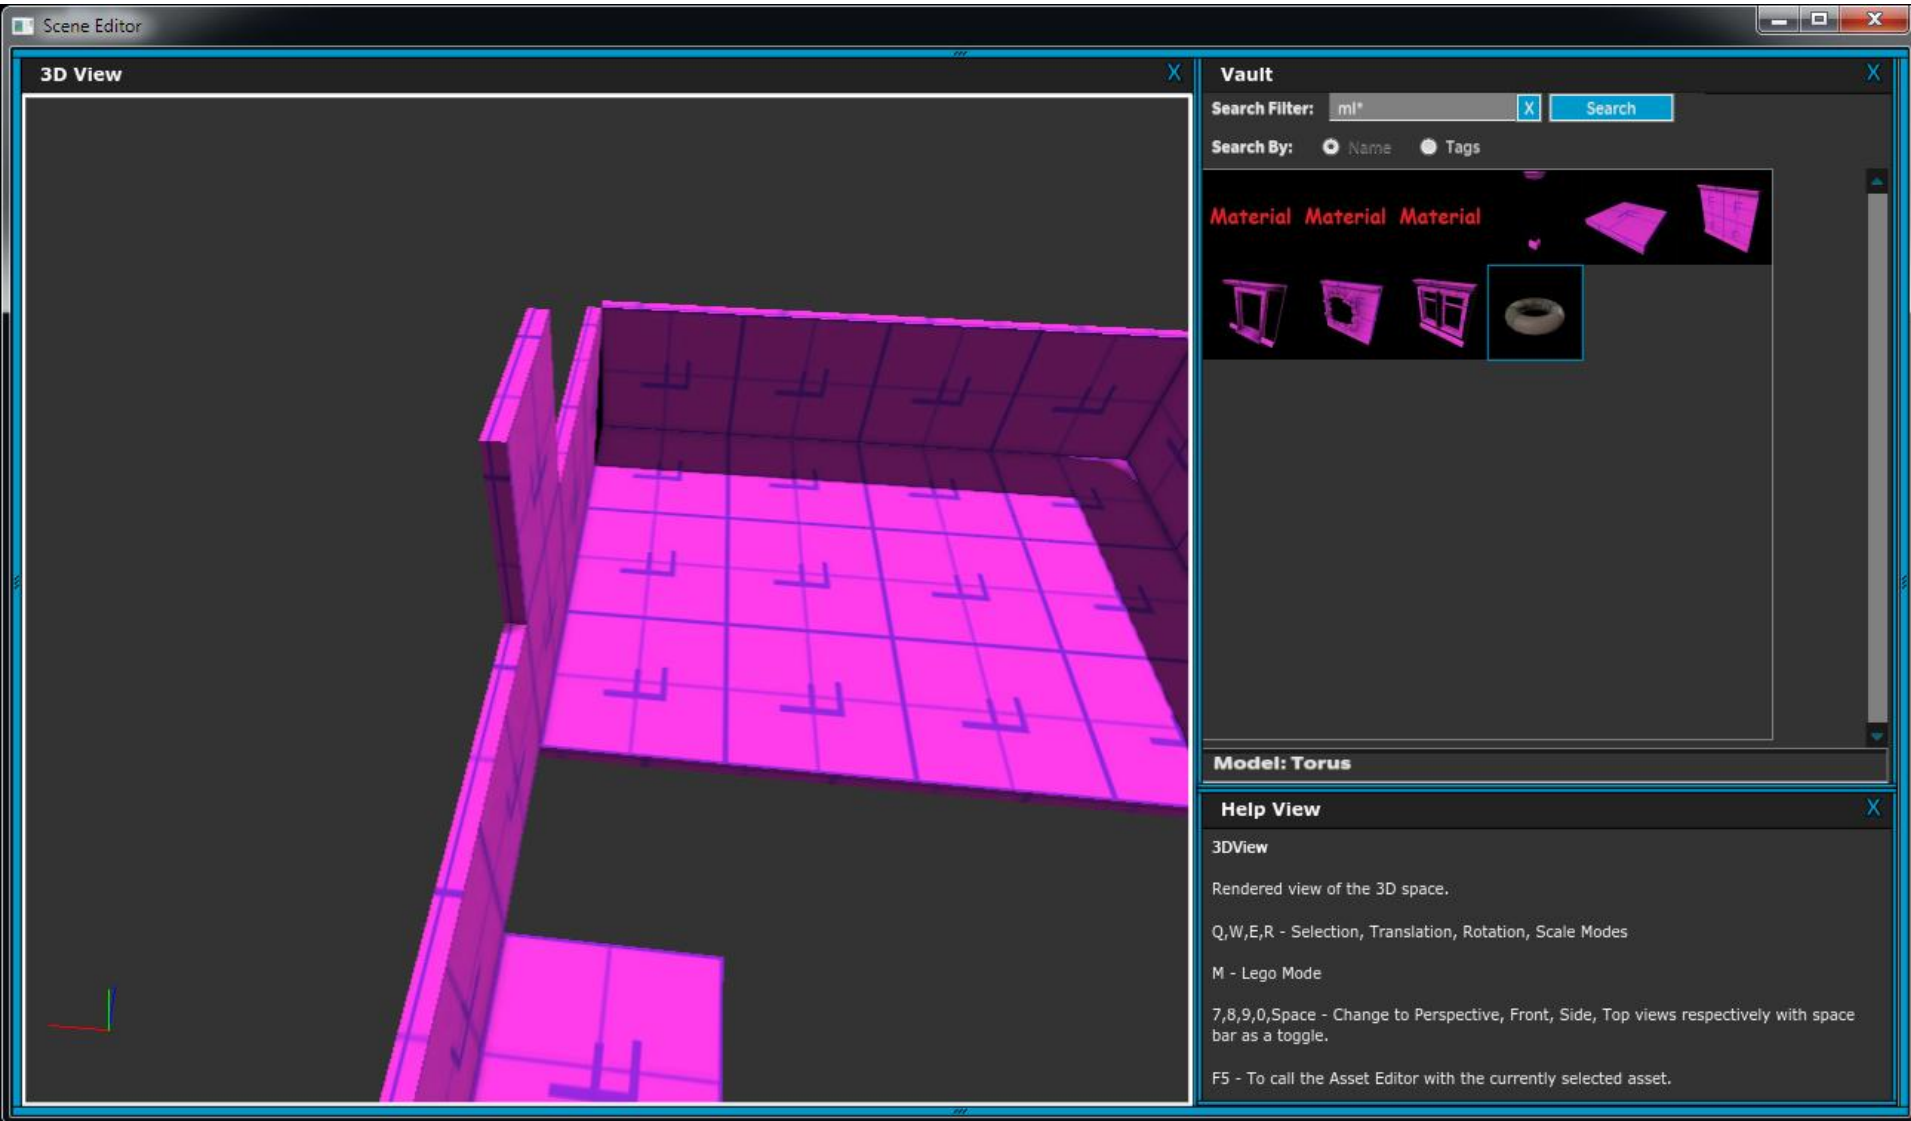 Scene Editor
X
3D View X
Vault X
Search Filter: ml* X Search
Search By: Name Tags
Material Material Material
Model: Torus
Help View X
3DView
Rendered view of the 3D space.
Q,W,E,R - Selection, Translation, Rotation, Scale Modes
M - Lego Mode
7,8,9,0,Space - Change to Perspective, Front, Side, Top views respectively with space
bar as a toggle.
F5 - To call the Asset Editor with the currently selected asset.